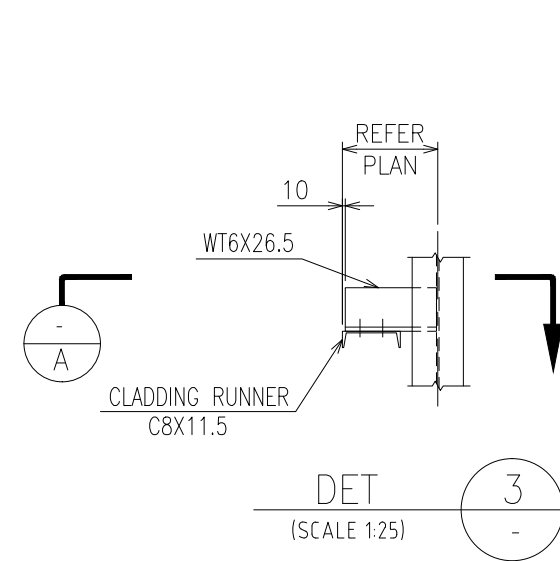 REFER
PLAN
10
WT6X26.5
-
A
CLADDING RUNNER
C8X11.5
DET
3
(SCALE 1:25)
-